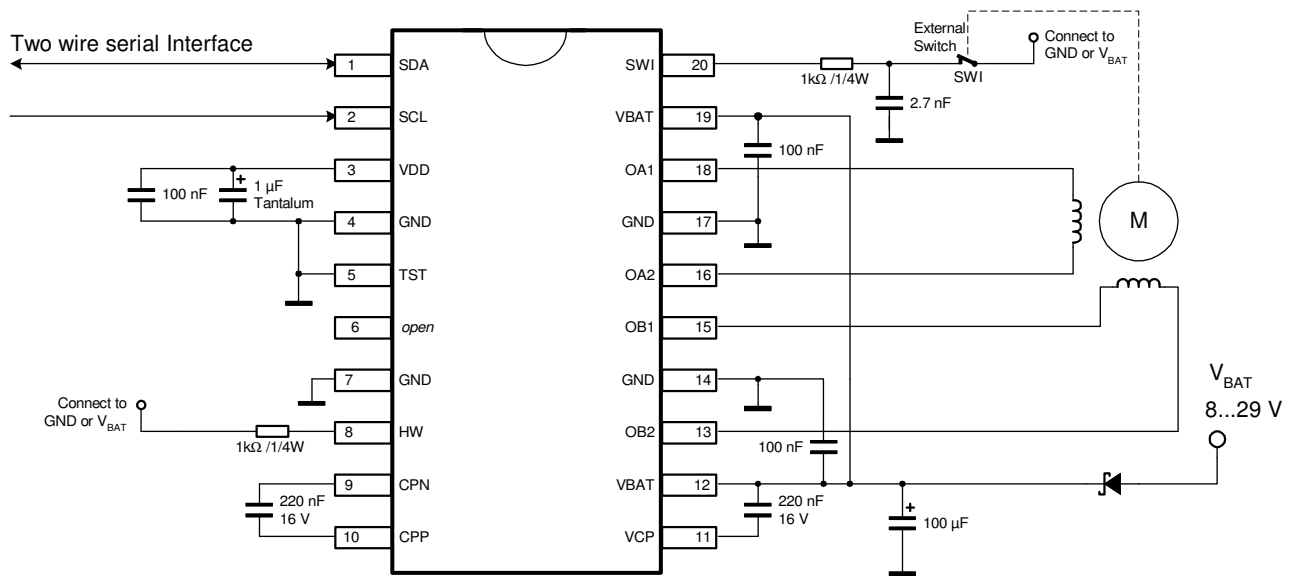 Two wire serial Interface
1 SDA
2 SCL
3 VDD
100 nF
1 µF
Tantalum
4 GND
5 TST
6 open
7 GND
Connect to
GND or VBAT
1kΩ /1/4W
8 HW
9 CPN
220 nF
16 V
10 CPP
SWI 20
1kΩ /1/4W
External
Switch
SWI
Connect to
GND or VBAT
2.7 nF
VBAT 19
100 nF
OA1 18
GND 17
M
OA2 16
OB1 15
GND 14
VBAT
8...29 V
OB2 13
100 nF
VBAT 12
220 nF
16 V
+
100 µF
VCP 11
+